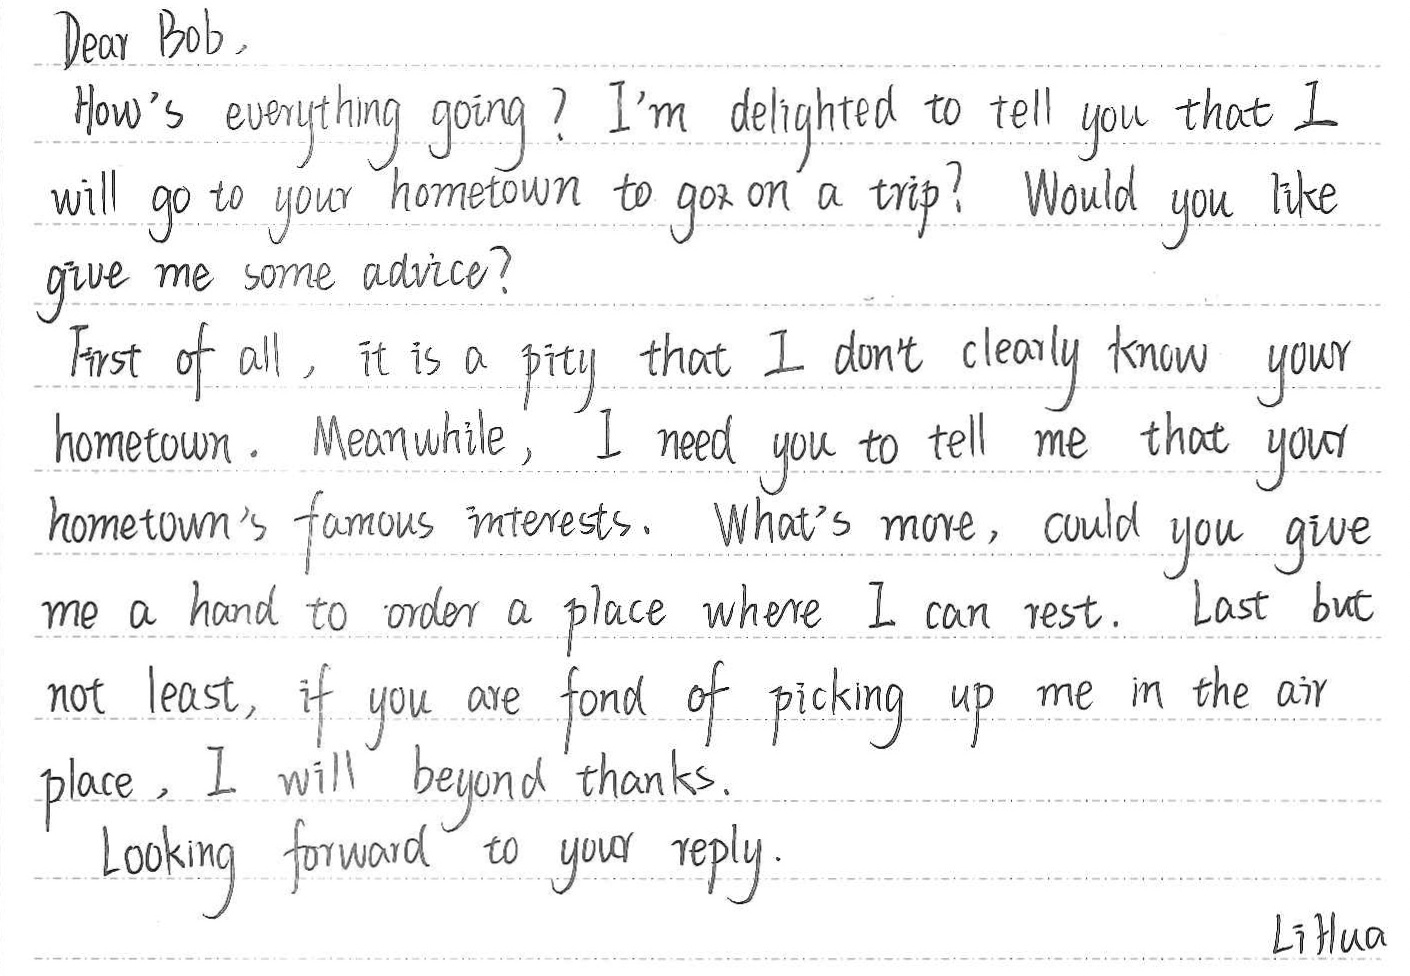 Dear Bob,
How's everything going? I'm delighted to tell you that I
will go to your hometown to go on a trip? Would you like
give me some advice?
First of all, it is a pity that I don't clearly know your
hometown. Meanwhile, I need you to tell me that your
hometown's famous interests. What's more, could you give
me a hand to order a place where I can rest. Last but
not least, if you are fond of picking up me in the air
place, I will beyond thanks.
Looking forward to your reply.
Li Hua